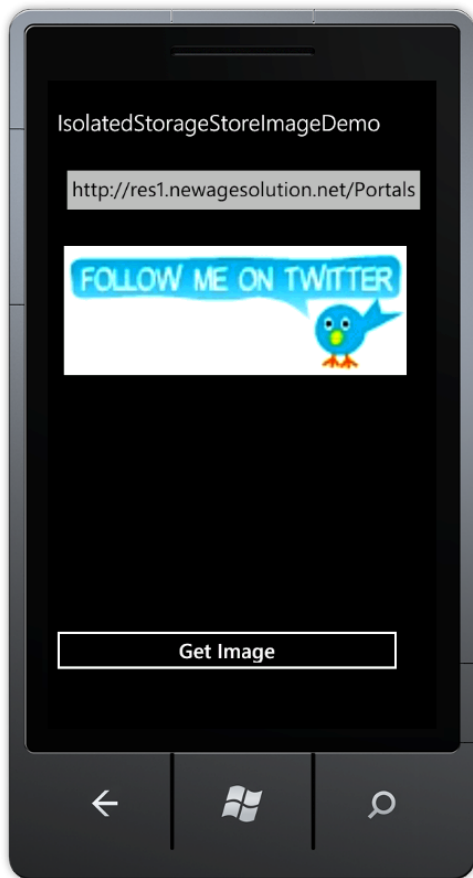 IsolatedStorageStoreImageDemo
http://res1.newagesolution.net/Portals
FOLLOW ME ON TWITTER
Get Image